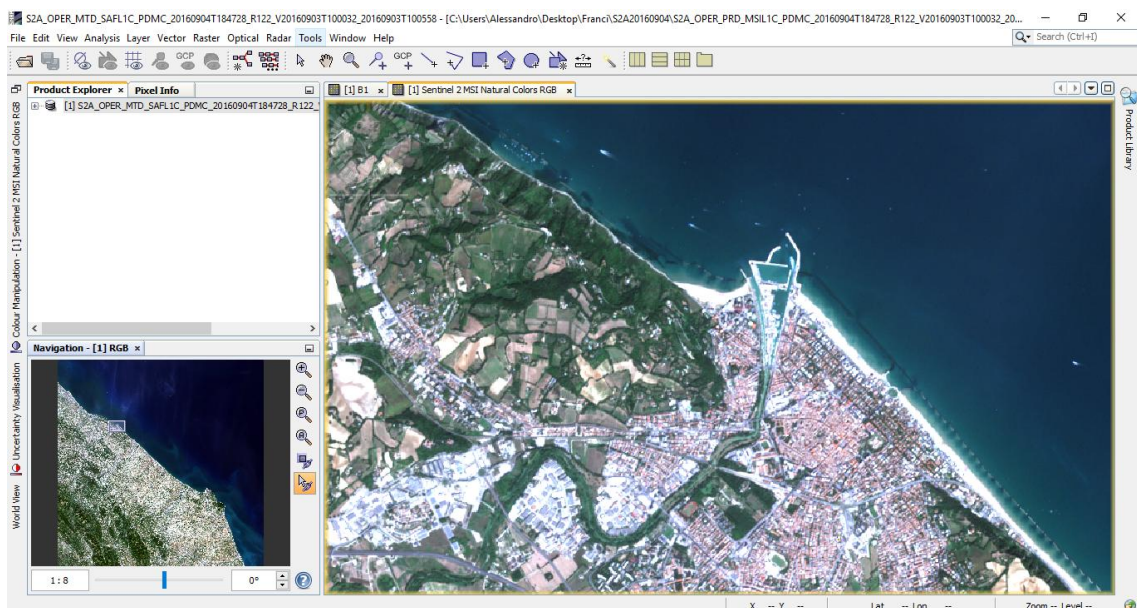 S2A_OPER_MTD_SAFL1C_PDMC_20160904T184728_R122_V20160903T100032_20160903T100558 - [C:\Users\Alessandro\Desktop\Franci\S2A20160904\S2A_OPER_PRD_MSIL1C_PDMC_20160904T184728_R122_V20160903T100032_20...
File Edit View Analysis Layer Vector Raster Optical Radar Tools Window Help
Search (Ctrl+I)
GCP GCP
Product Explorer × Pixel Info
[1] B1 × [1] Sentinel 2 MSI Natural Colors RGB ×
[1] S2A_OPER_MTD_SAFL1C_PDMC_20160904T184728_R122_
Colour Manipulation - [1] Sentinel 2 MSI Natural Colors RGB
Uncertainty Visualisation
World View
Product Library
Navigation - [1] RGB ×
1 : 8
0°
X -- Y -- Lat -- Lon -- Zoom -- Level --